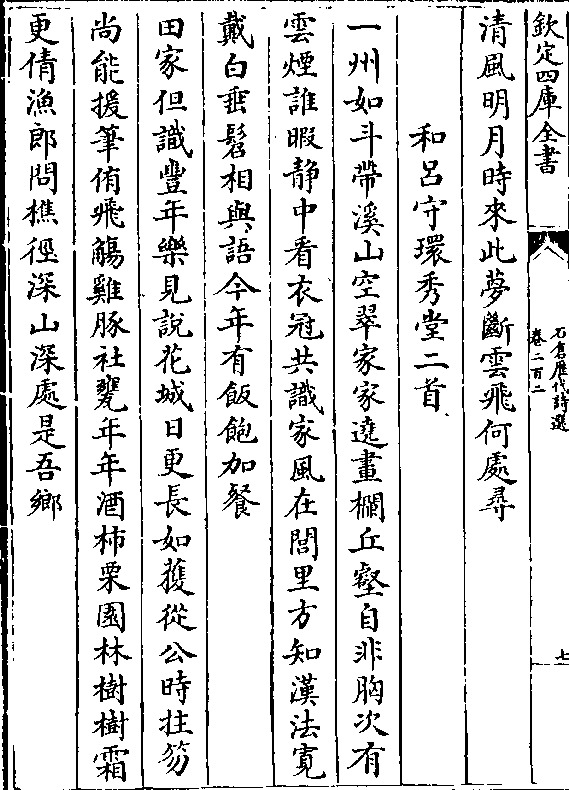 欽定四庫全書
石倉歷代詩選
卷二百二
七
清風明月時來此夢斷雲飛何處尋
和呂守環秀堂二首
一州如斗帶溪山空翠家家遶畫欄丘壑自非胸次有
雲煙誰暇靜中看衣冠共識家風在閭里方知漢法寛
戴白垂髫相與語今年有飯飽加餐
田家但識豐年樂見說花城日更長如獲從公時拄笏
尚能援筆侑飛觴雞豚社甕年年酒柿栗園林樹樹霜
更倩漁郎問樵徑深山深處是吾鄉